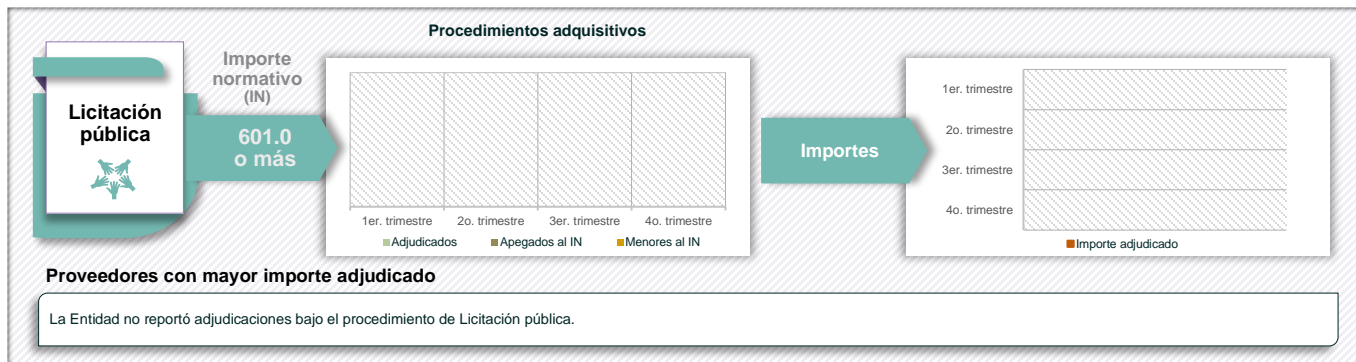 Procedimientos adquisitivos
Licitación
pública
Importe
normativo
(IN)
601.0
o más
1er. trimestre
2o. trimestre
3er. trimestre
4o. trimestre
Adjudicados
Apegados al IN
Menores al IN
Importes
1er. trimestre
2o. trimestre
3er. trimestre
4o. trimestre
Importe adjudicado
Proveedores con mayor importe adjudicado
La Entidad no reportó adjudicaciones bajo el procedimiento de Licitación pública.